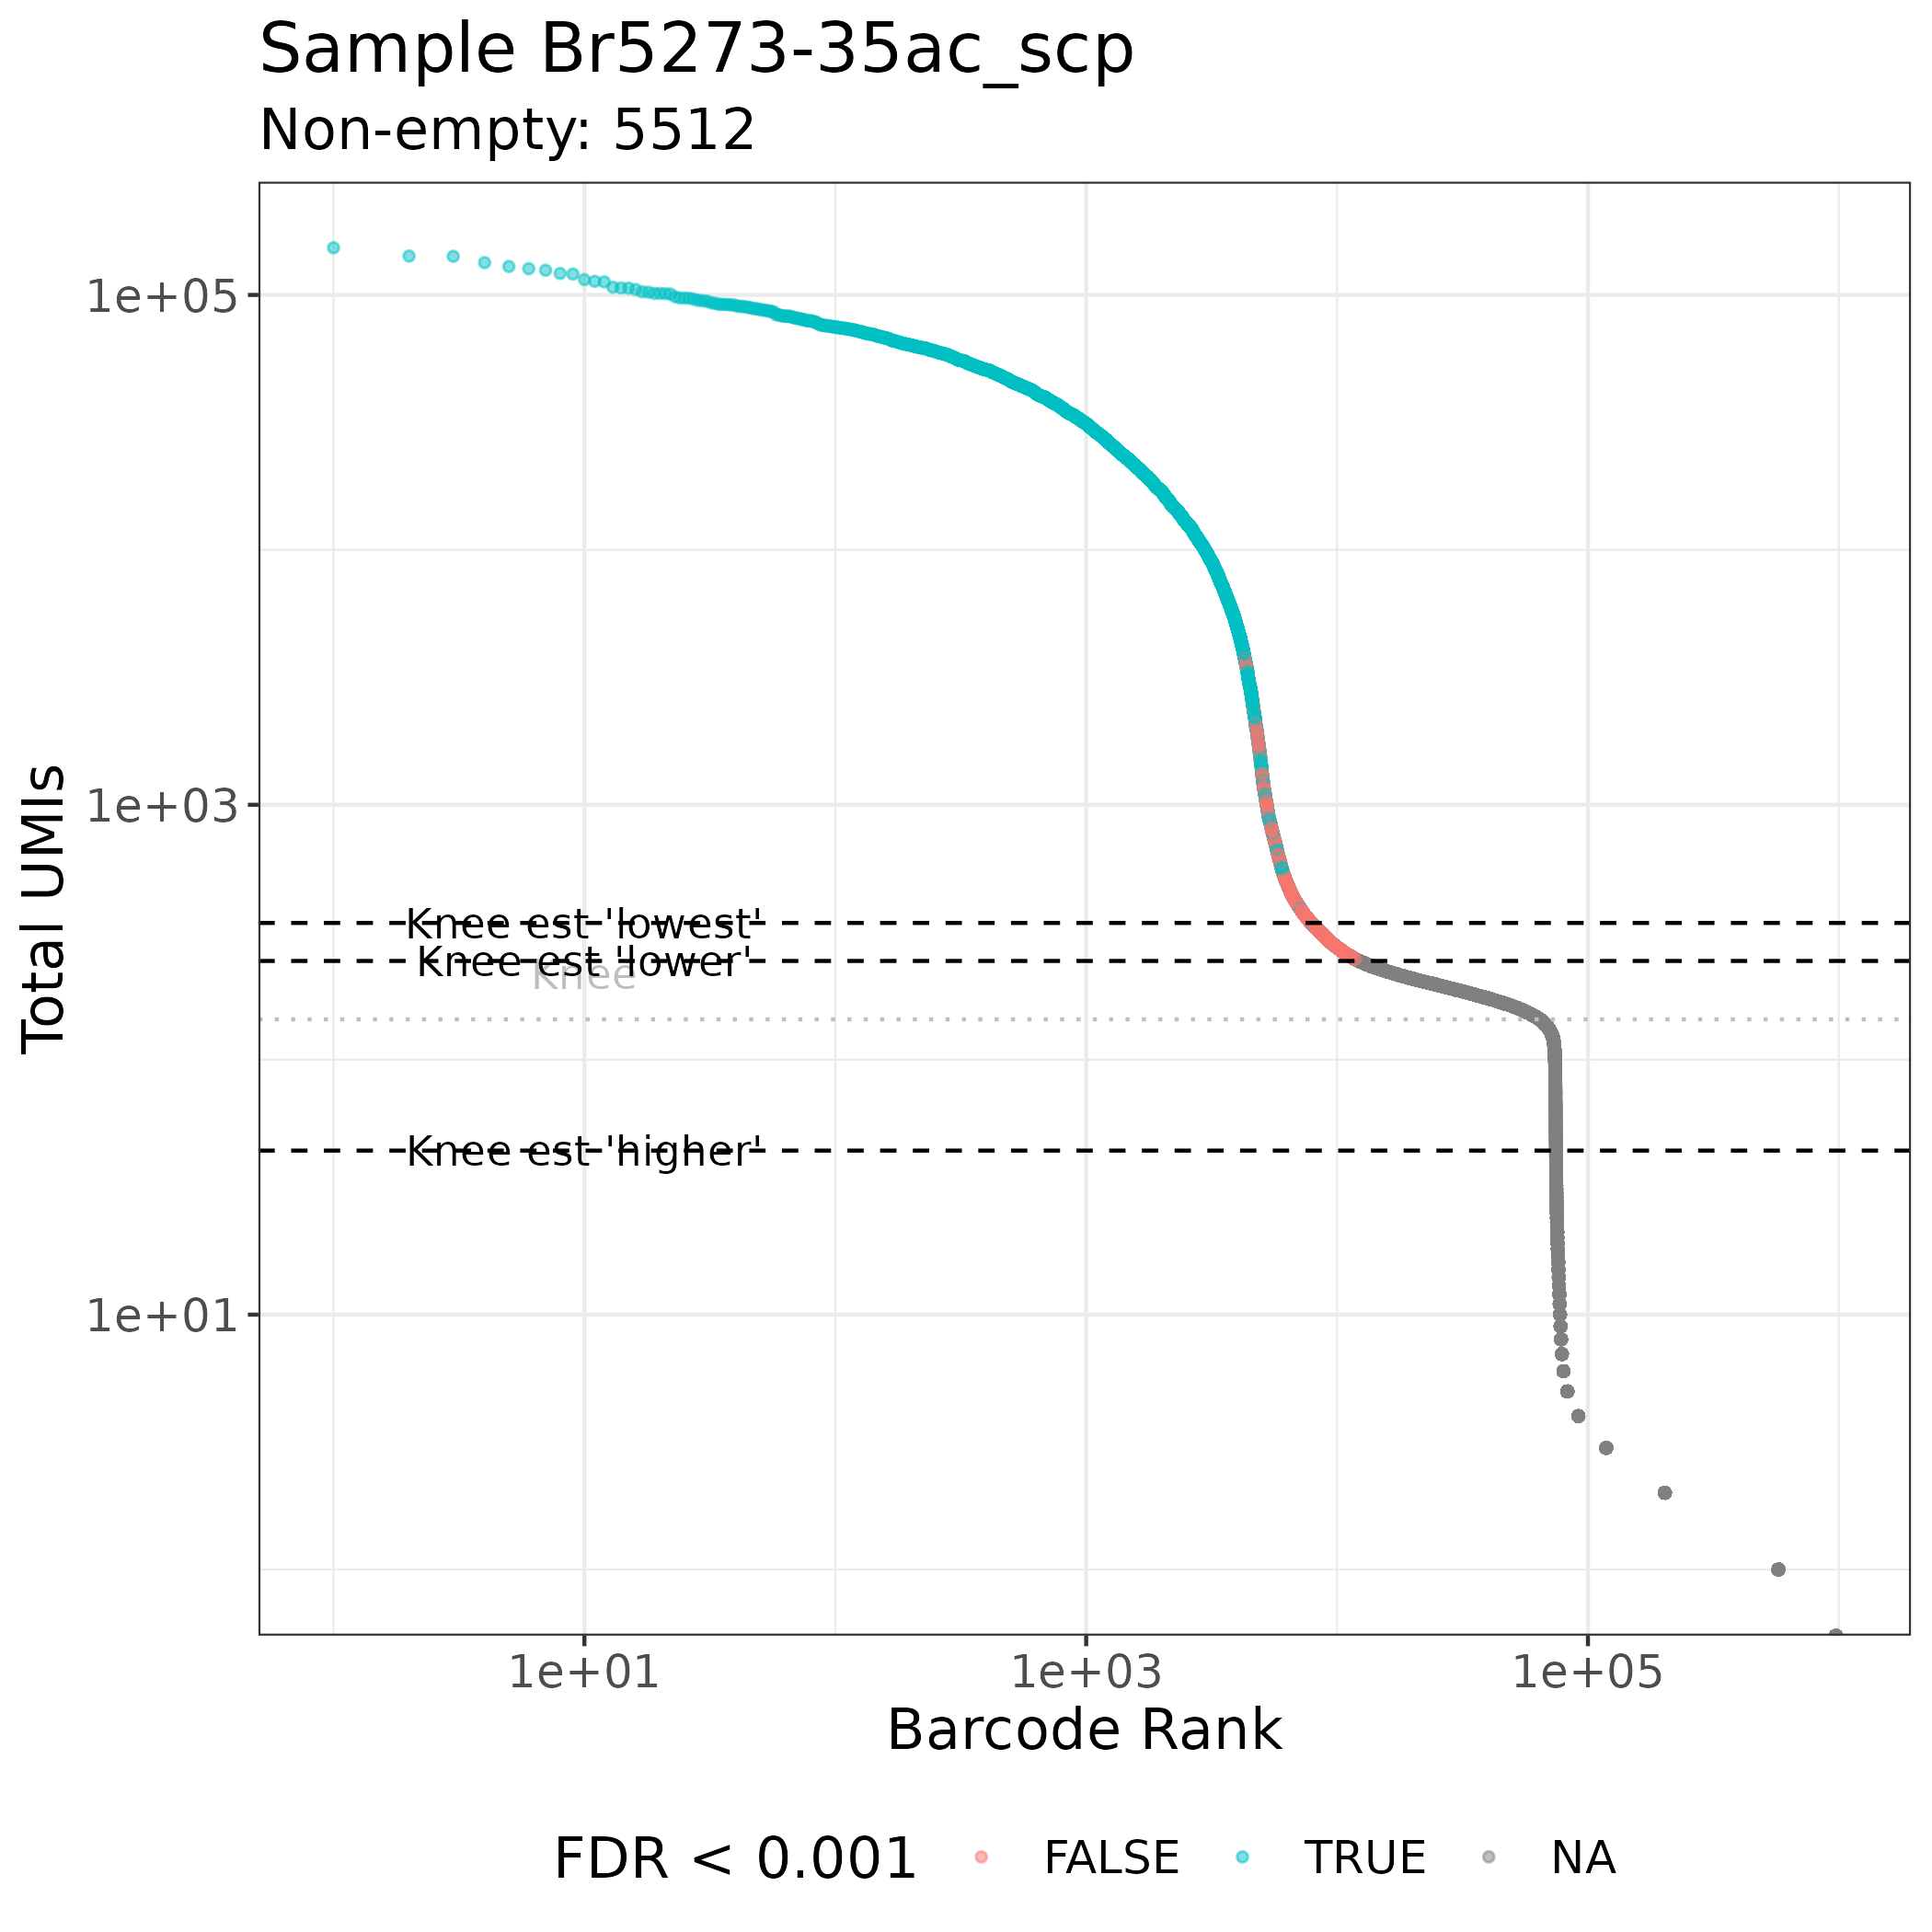 Sample Br5273-35ac_scp
Non-empty: 5512
Total UMIs
1e+05
1e+03
Knee est 'lowest'
Knee est 'lower'
Knee
Knee est 'higher'
1e+01
1e+01 1e+03 1e+05
Barcode Rank
FDR < 0.001 FALSE TRUE NA